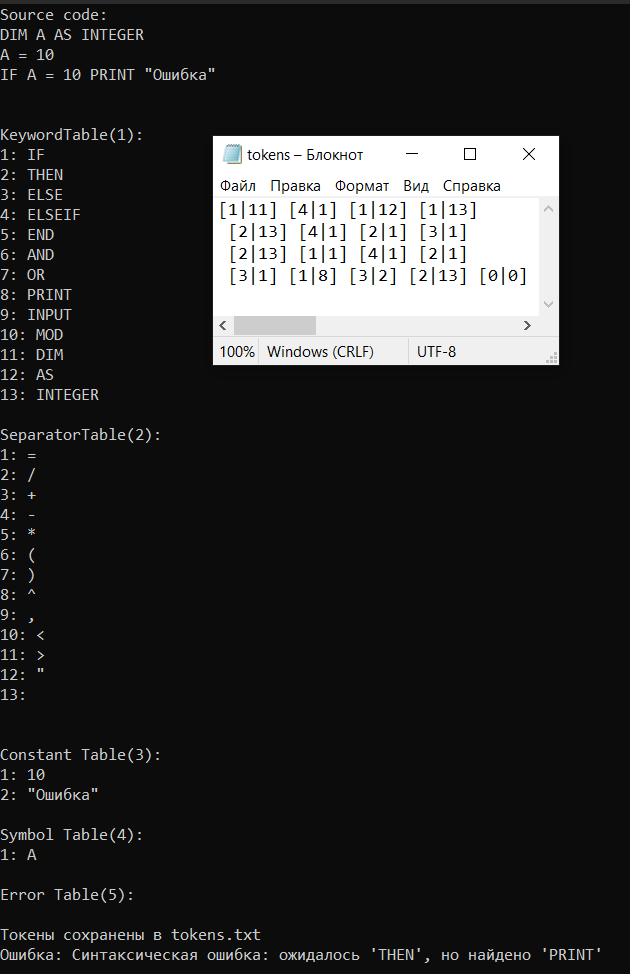 Source code:
DIM A AS INTEGER
A = 10
IF A = 10 PRINT "Ошибка"
KeywordTable(1):
1: IF
2: THEN
3: ELSE
4: ELSEIF
5: END
6: AND
7: OR
8: PRINT
9: INPUT
10: MOD
11: DIM
12: AS
13: INTEGER
tokens – Блокнот
Файл Правка Формат Вид Справка
[1|11] [4|1] [1|12] [1|13]
[2|13] [4|1] [2|1] [3|1]
[2|13] [1|1] [4|1] [2|1]
[3|1] [1|8] [3|2] [2|13] [0|0]
100% Windows (CRLF) UTF-8
SeparatorTable(2):
1: =
2: /
3: +
4: -
5: *
6: (
7: )
8: ^
9: ,
10: <
11: >
12: "
13:
Constant Table(3):
1: 10
2: "Ошибка"
Symbol Table(4):
1: A
Error Table(5):
Токены сохранены в tokens.txt
Ошибка: Синтаксическая ошибка: ожидалось 'THEN', но найдено 'PRINT'